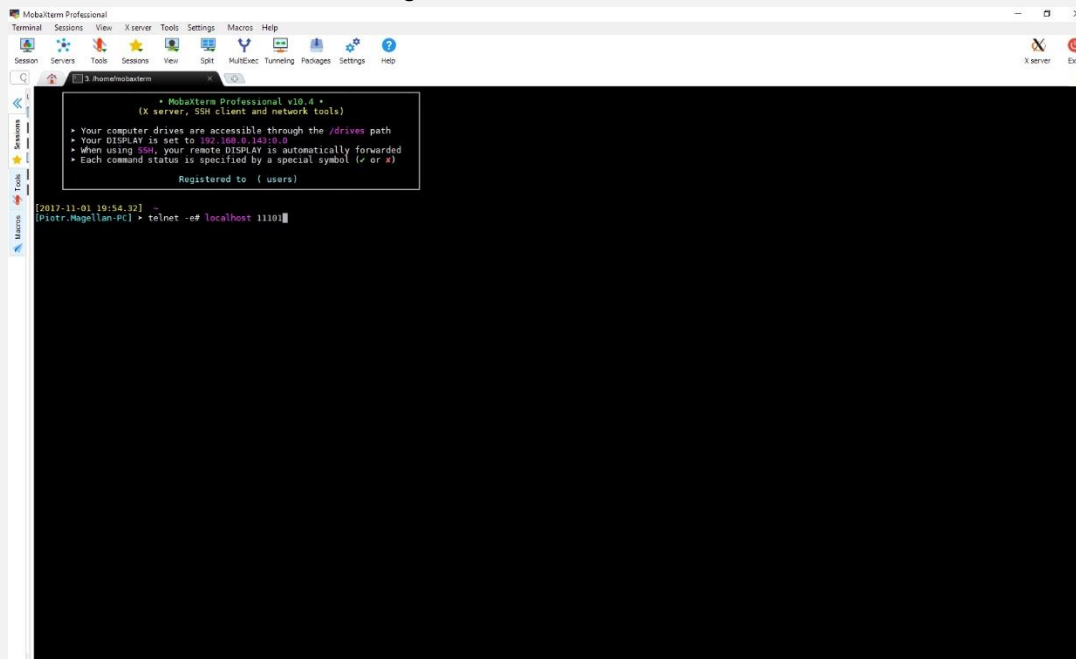 MobaXterm Professional
Terminal Sessions View X server Tools Settings Macros Help
Session Servers Tools Sessions View Split MultiExec Tunneling Packages Settings Help X server
3. /home/mobaxterm
• MobaXterm Professional v10.4 •
(X server, SSH client and network tools)
➤ Your computer drives are accessible through the /drives path
➤ Your DISPLAY is set to 192.168.0.143:0.0
➤ When using SSH, your remote DISPLAY is automatically forwarded
➤ Each command status is specified by a special symbol (✓ or ✗)
Registered to ( users)
[2017-11-01 19:54.32] ~
[Piotr.Magellan-PC] ➤ telnet -e# localhost 11101
Sessions
Tools
Macros